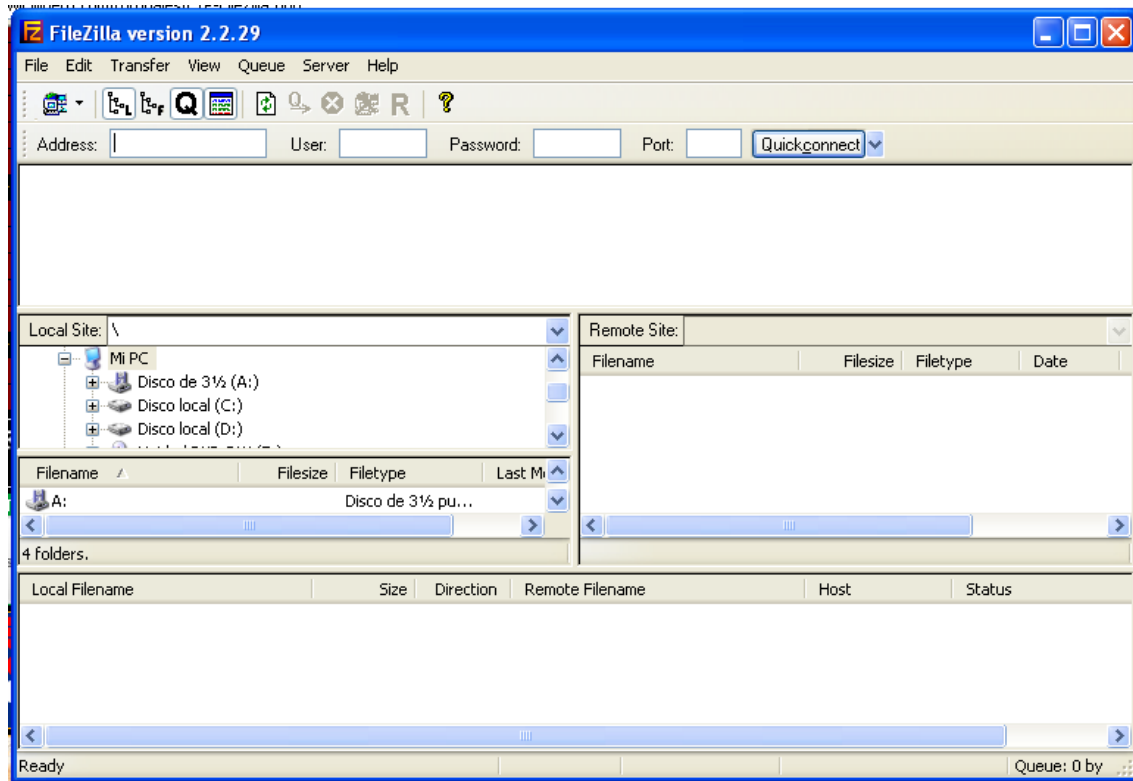 FileZilla version 2.2.29
File Edit Transfer View Queue Server Help
Q R ?
Address: User: Password: Port: Quickconnect
Local Site: \
Remote Site:
Mi PC
Disco de 3½ (A:)
Disco local (C:)
Disco local (D:)
Filename Filesize Filetype Date
Filename Filesize Filetype Last M
A: Disco de 3½ pu...
4 folders.
Local Filename Size Direction Remote Filename Host Status
Ready Queue: 0 by